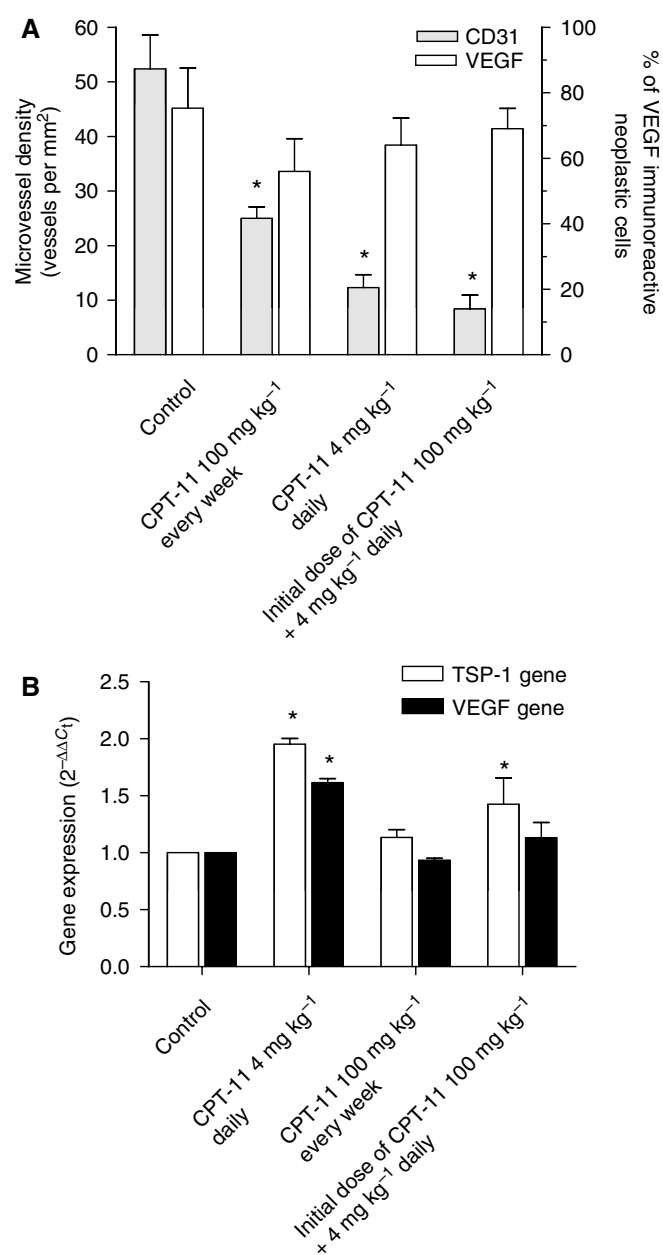 A
CD31
VEGF
60
50
40
30
20
10
0
Microvessel density
(vessels per mm²)
100
80
60
40
20
0
% of VEGF immunoreactive
neoplastic cells
*
*
*
Control
CPT-11 100 mg kg⁻¹
every week
CPT-11 4 mg kg⁻¹
daily
Initial dose of CPT-11 100 mg kg⁻¹
+ 4 mg kg⁻¹ daily
B
TSP-1 gene
VEGF gene
2.5
2.0
1.5
1.0
0.5
0.0
Gene expression (2^−ΔΔCt)
*
*
*
Control
CPT-11 4 mg kg⁻¹
daily
CPT-11 100 mg kg⁻¹
every week
Initial dose of CPT-11 100 mg kg⁻¹
+ 4 mg kg⁻¹ daily